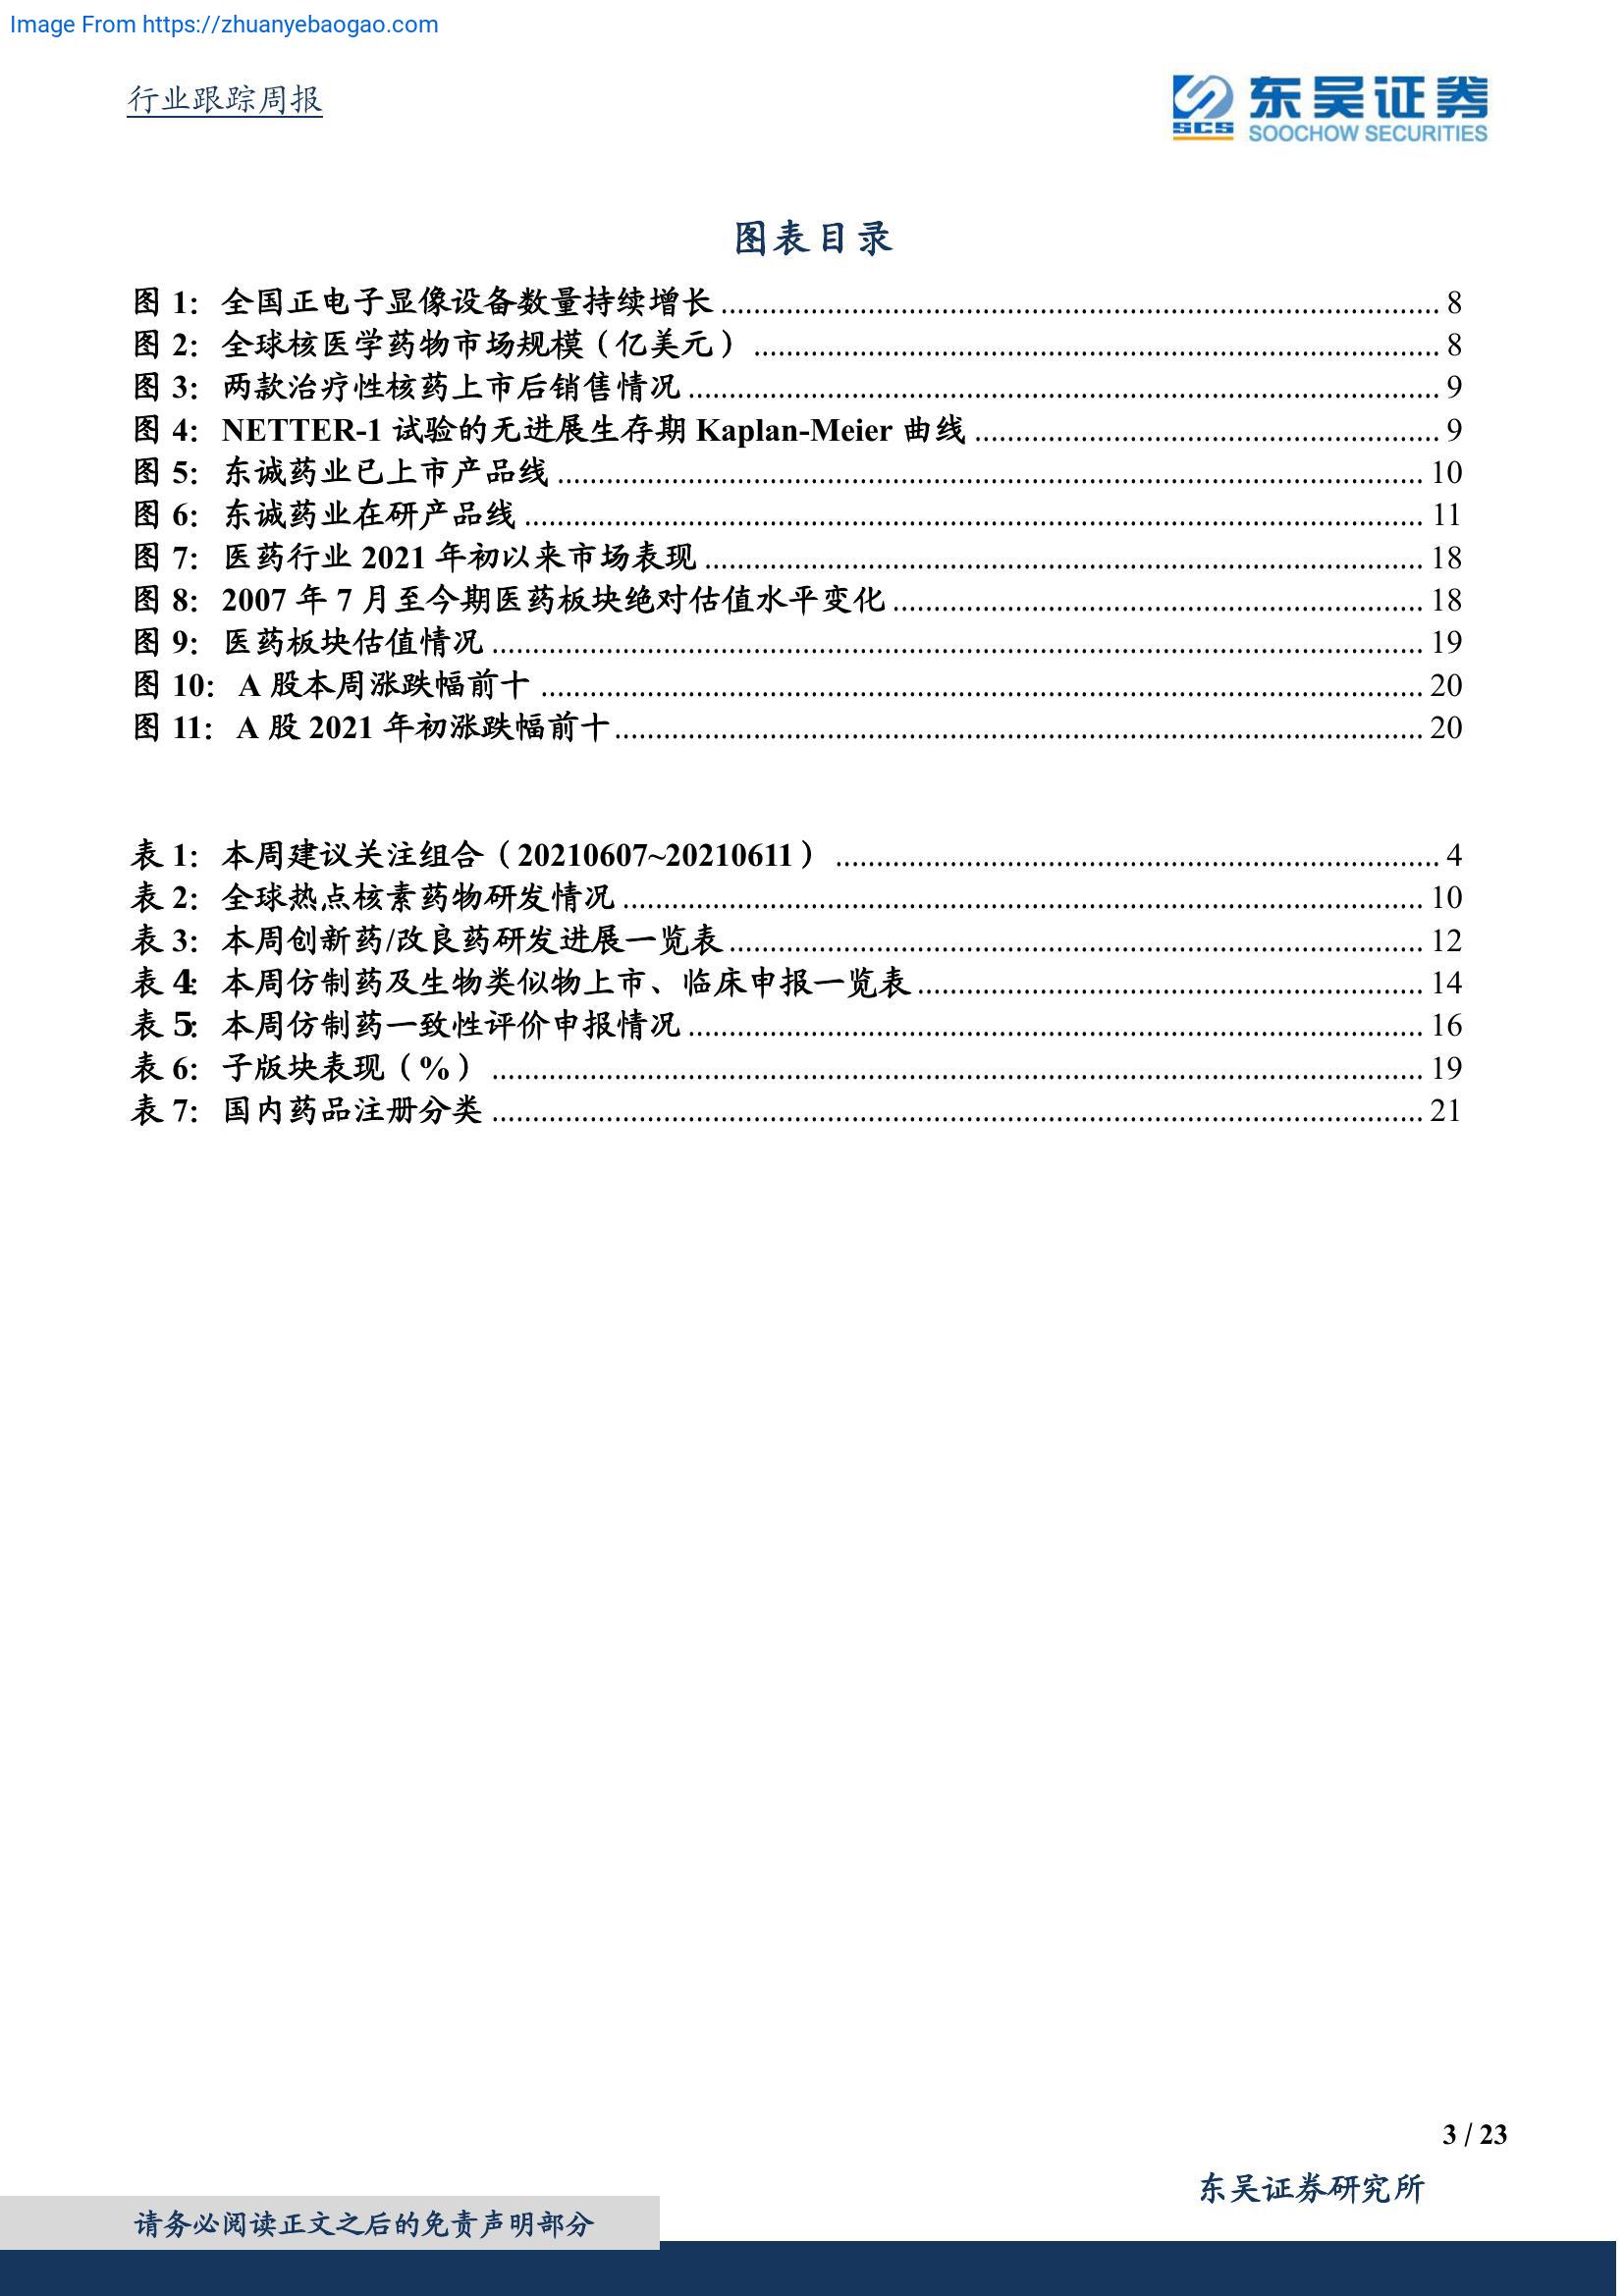 Image From https://zhuanyebaogao.com
行业跟踪周报
SCS 东吴证券
SOOCHOW SECURITIES
图表目录
图 1: 全国正电子显像设备数量持续增长 ........ 8
图 2: 全球核医学药物市场规模（亿美元） ........ 8
图 3: 两款治疗性核药上市后销售情况 ........ 9
图 4: NETTER-1 试验的无进展生存期 Kaplan-Meier 曲线 ........ 9
图 5: 东诚药业已上市产品线 ........ 10
图 6: 东诚药业在研产品线 ........ 11
图 7: 医药行业 2021 年初以来市场表现 ........ 18
图 8: 2007 年 7 月至今期医药板块绝对估值水平变化 ........ 18
图 9: 医药板块估值情况 ........ 19
图 10: A 股本周涨跌幅前十 ........ 20
图 11: A 股 2021 年初涨跌幅前十 ........ 20
表 1: 本周建议关注组合（20210607~20210611） ........ 4
表 2: 全球热点核素药物研发情况 ........ 10
表 3: 本周创新药/改良药研发进展一览表 ........ 12
表 4: 本周仿制药及生物类似物上市、临床申报一览表 ........ 14
表 5: 本周仿制药一致性评价申报情况 ........ 16
表 6: 子版块表现（%） ........ 19
表 7: 国内药品注册分类 ........ 21
3 / 23
东吴证券研究所
请务必阅读正文之后的免责声明部分